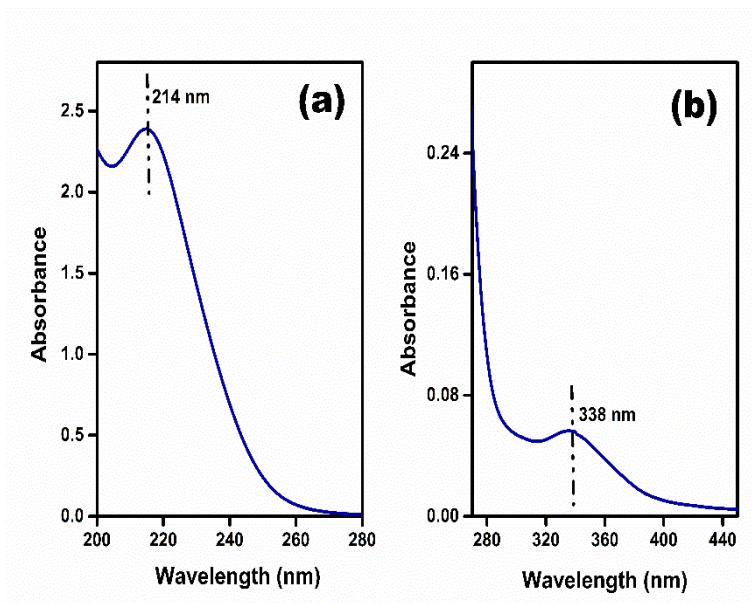 (a)
214 nm
2.5
2.0
1.5
1.0
0.5
0.0
Absorbance
200 220 240 260 280
Wavelength (nm)
(b)
338 nm
0.24
0.16
0.08
0.00
Absorbance
280 320 360 400 440
Wavelength (nm)